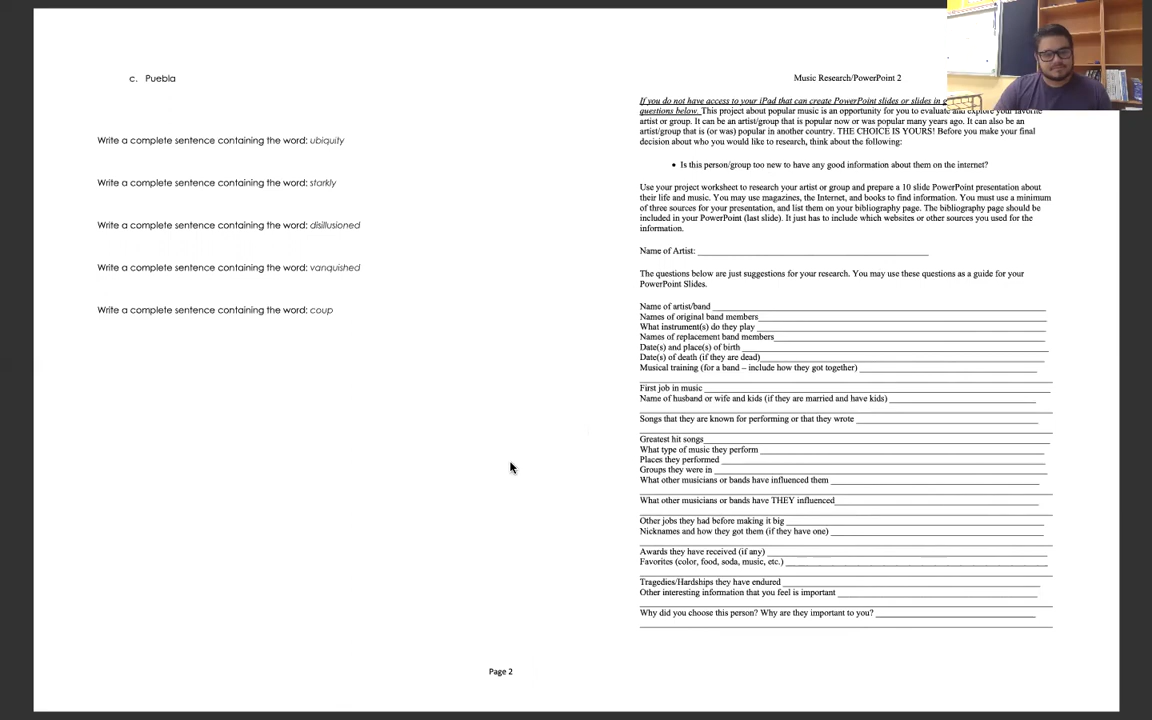 c. Puebla
Write a complete sentence containing the word: ubiquity
Write a complete sentence containing the word: starkly
Write a complete sentence containing the word: disillusioned
Write a complete sentence containing the word: vanquished
Write a complete sentence containing the word: coup
Page 2
Music Research/PowerPoint 2
If you do not have access to your iPad that can create PowerPoint slides or slides in
questions below. This project about popular music is an opportunity for you to evaluate and explore your favorite
artist or group. It can be an artist/group that is popular now or was popular many years ago. It can also be an
artist/group that is (or was) popular in another country. THE CHOICE IS YOURS! Before you make your final
decision about who you would like to research, think about the following:
• Is this person/group too new to have any good information about them on the internet?
Use your project worksheet to research your artist or group and prepare a 10 slide PowerPoint presentation about
their life and music. You may use magazines, the Internet, and books to find information. You must use a minimum
of three sources for your presentation, and list them on your bibliography page. The bibliography page should be
included in your PowerPoint (last slide). It just has to include which websites or other sources you used for the
information.
Name of Artist:
The questions below are just suggestions for your research. You may use these questions as a guide for your
PowerPoint Slides.
Name of artist/band
Names of original band members
What instrument(s) do they play
Names of replacement band members
Date(s) and place(s) of birth
Date(s) of death (if they are dead)
Musical training (for a band – include how they got together)
First job in music
Name of husband or wife and kids (if they are married and have kids)
Songs that they are known for performing or that they wrote
Greatest hit songs
What type of music they perform
Places they performed
Groups they were in
What other musicians or bands have influenced them
What other musicians or bands have THEY influenced
Other jobs they had before making it big
Nicknames and how they got them (if they have one)
Awards they have received (if any)
Favorites (color, food, soda, music, etc.)
Tragedies/Hardships they have endured
Other interesting information that you feel is important
Why did you choose this person? Why are they important to you?